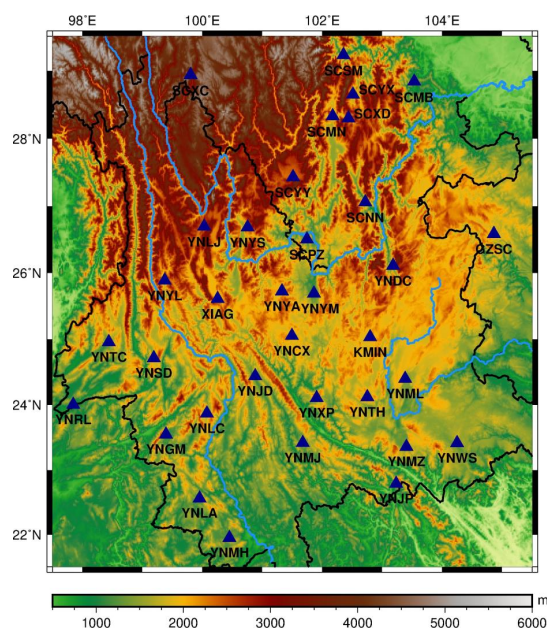 98°E 100°E 102°E 104°E
SCSM
SCXC
SCYX
SCMB
SCMN SCXD
28°N
SCYY
SCNN
YNLJ YNYS
SCPZ GZSC
26°N
YNDC
YNYL
XIAG YNYA YNYM
YNTC YNCX KMIN
YNSD
YNJD YNML
24°N
YNRL YNLC YNXP YNTH
YNGM YNMJ YNMZ YNWS
YNLA YNJP
22°N
YNMH
m
1000 2000 3000 4000 5000 6000